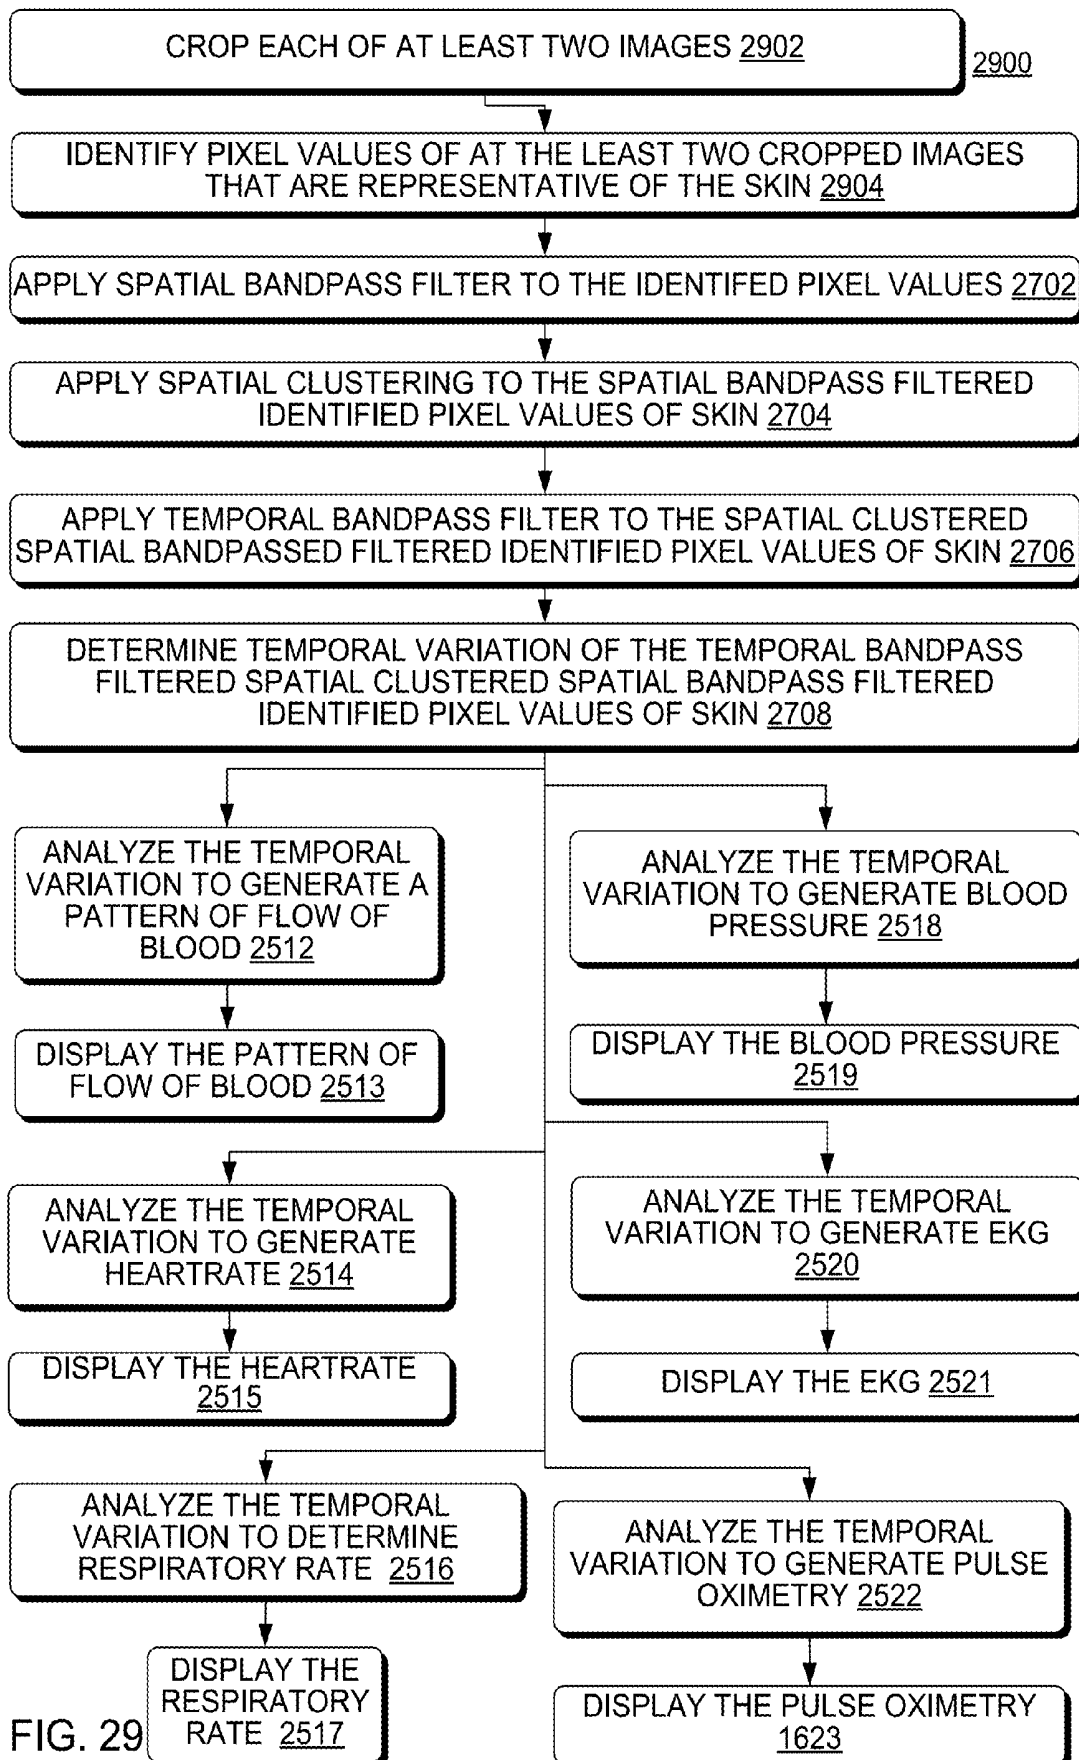 CROP EACH OF AT LEAST TWO IMAGES 2902
2900
IDENTIFY PIXEL VALUES OF AT THE LEAST TWO CROPPED IMAGES
THAT ARE REPRESENTATIVE OF THE SKIN 2904
APPLY SPATIAL BANDPASS FILTER TO THE IDENTIFED PIXEL VALUES 2702
APPLY SPATIAL CLUSTERING TO THE SPATIAL BANDPASS FILTERED
IDENTIFIED PIXEL VALUES OF SKIN 2704
APPLY TEMPORAL BANDPASS FILTER TO THE SPATIAL CLUSTERED
SPATIAL BANDPASSED FILTERED IDENTIFIED PIXEL VALUES OF SKIN 2706
DETERMINE TEMPORAL VARIATION OF THE TEMPORAL BANDPASS
FILTERED SPATIAL CLUSTERED SPATIAL BANDPASS FILTERED
IDENTIFIED PIXEL VALUES OF SKIN 2708
ANALYZE THE TEMPORAL
VARIATION TO GENERATE A
PATTERN OF FLOW OF
BLOOD 2512
ANALYZE THE TEMPORAL
VARIATION TO GENERATE BLOOD
PRESSURE 2518
DISPLAY THE PATTERN OF
FLOW OF BLOOD 2513
DISPLAY THE BLOOD PRESSURE
2519
ANALYZE THE TEMPORAL
VARIATION TO GENERATE
HEARTRATE 2514
ANALYZE THE TEMPORAL
VARIATION TO GENERATE EKG
2520
DISPLAY THE HEARTRATE
2515
DISPLAY THE EKG 2521
ANALYZE THE TEMPORAL
VARIATION TO DETERMINE
RESPIRATORY RATE 2516
ANALYZE THE TEMPORAL
VARIATION TO GENERATE PULSE
OXIMETRY 2522
DISPLAY THE
RESPIRATORY
RATE 2517
DISPLAY THE PULSE OXIMETRY
1623
FIG. 29